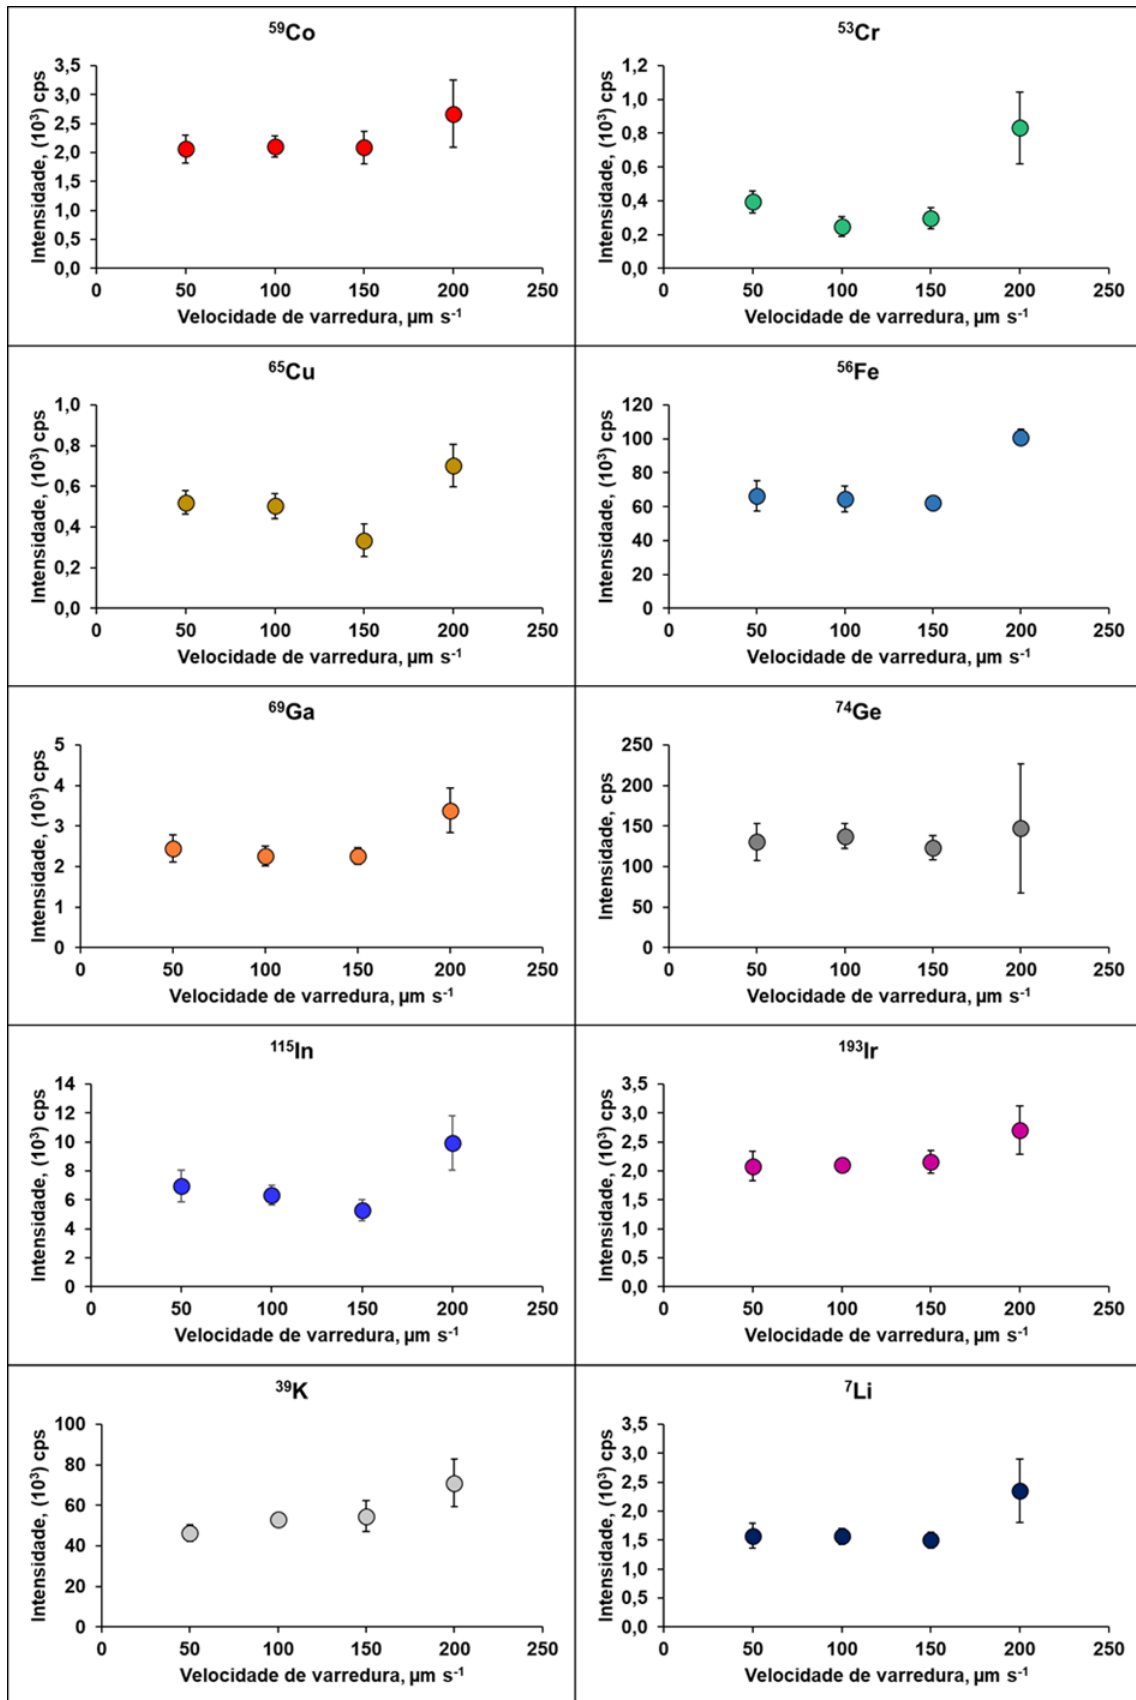 ⁵⁹Co
Intensidade, (10³) cps
3,5
3,0
2,5
2,0
1,5
1,0
0,5
0,0
0 50 100 150 200 250
Velocidade de varredura, µm s⁻¹
⁵³Cr
Intensidade, (10³) cps
1,2
1,0
0,8
0,6
0,4
0,2
0,0
0 50 100 150 200 250
Velocidade de varredura, µm s⁻¹
⁶⁵Cu
Intensidade, (10³) cps
1,0
0,8
0,6
0,4
0,2
0,0
0 50 100 150 200 250
Velocidade de varredura, µm s⁻¹
⁵⁶Fe
Intensidade, (10³) cps
120
100
80
60
40
20
0
0 50 100 150 200 250
Velocidade de varredura, µm s⁻¹
⁶⁹Ga
Intensidade, (10³) cps
5
4
3
2
1
0
0 50 100 150 200 250
Velocidade de varredura, µm s⁻¹
⁷⁴Ge
Intensidade, cps
250
200
150
100
50
0
0 50 100 150 200 250
Velocidade de varredura, µm s⁻¹
¹¹⁵In
Intensidade, (10³) cps
14
12
10
8
6
4
2
0
0 50 100 150 200 250
Velocidade de varredura, µm s⁻¹
¹⁹³Ir
Intensidade, (10³) cps
3,5
3,0
2,5
2,0
1,5
1,0
0,5
0,0
0 50 100 150 200 250
Velocidade de varredura, µm s⁻¹
³⁹K
Intensidade, (10³) cps
100
80
60
40
20
0
0 50 100 150 200 250
Velocidade de varredura, µm s⁻¹
⁷Li
Intensidade, (10³) cps
3,5
3,0
2,5
2,0
1,5
1,0
0,5
0,0
0 50 100 150 200 250
Velocidade de varredura, µm s⁻¹